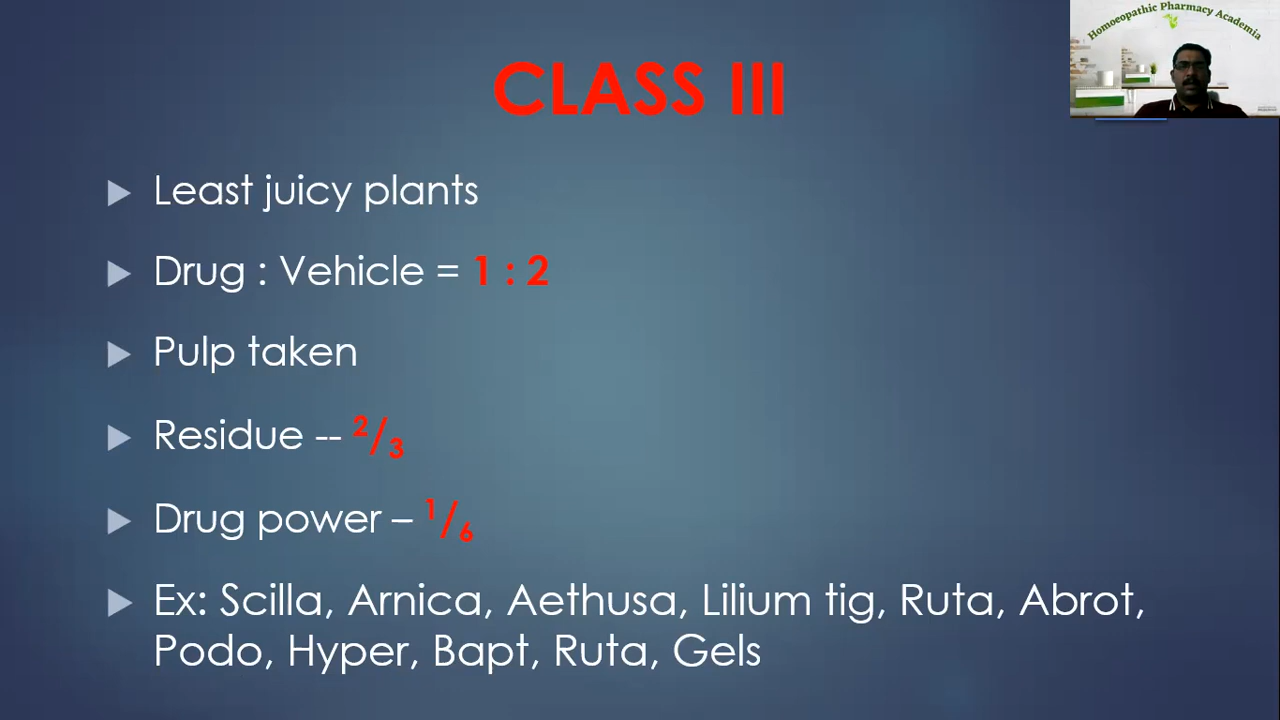 Homoeopathic Pharmacy Academia
CLASS III
Least juicy plants
Drug : Vehicle = 1 : 2
Pulp taken
Residue -- 2/3
Drug power – 1/6
Ex: Scilla, Arnica, Aethusa, Lilium tig, Ruta, Abrot,
Podo, Hyper, Bapt, Ruta, Gels